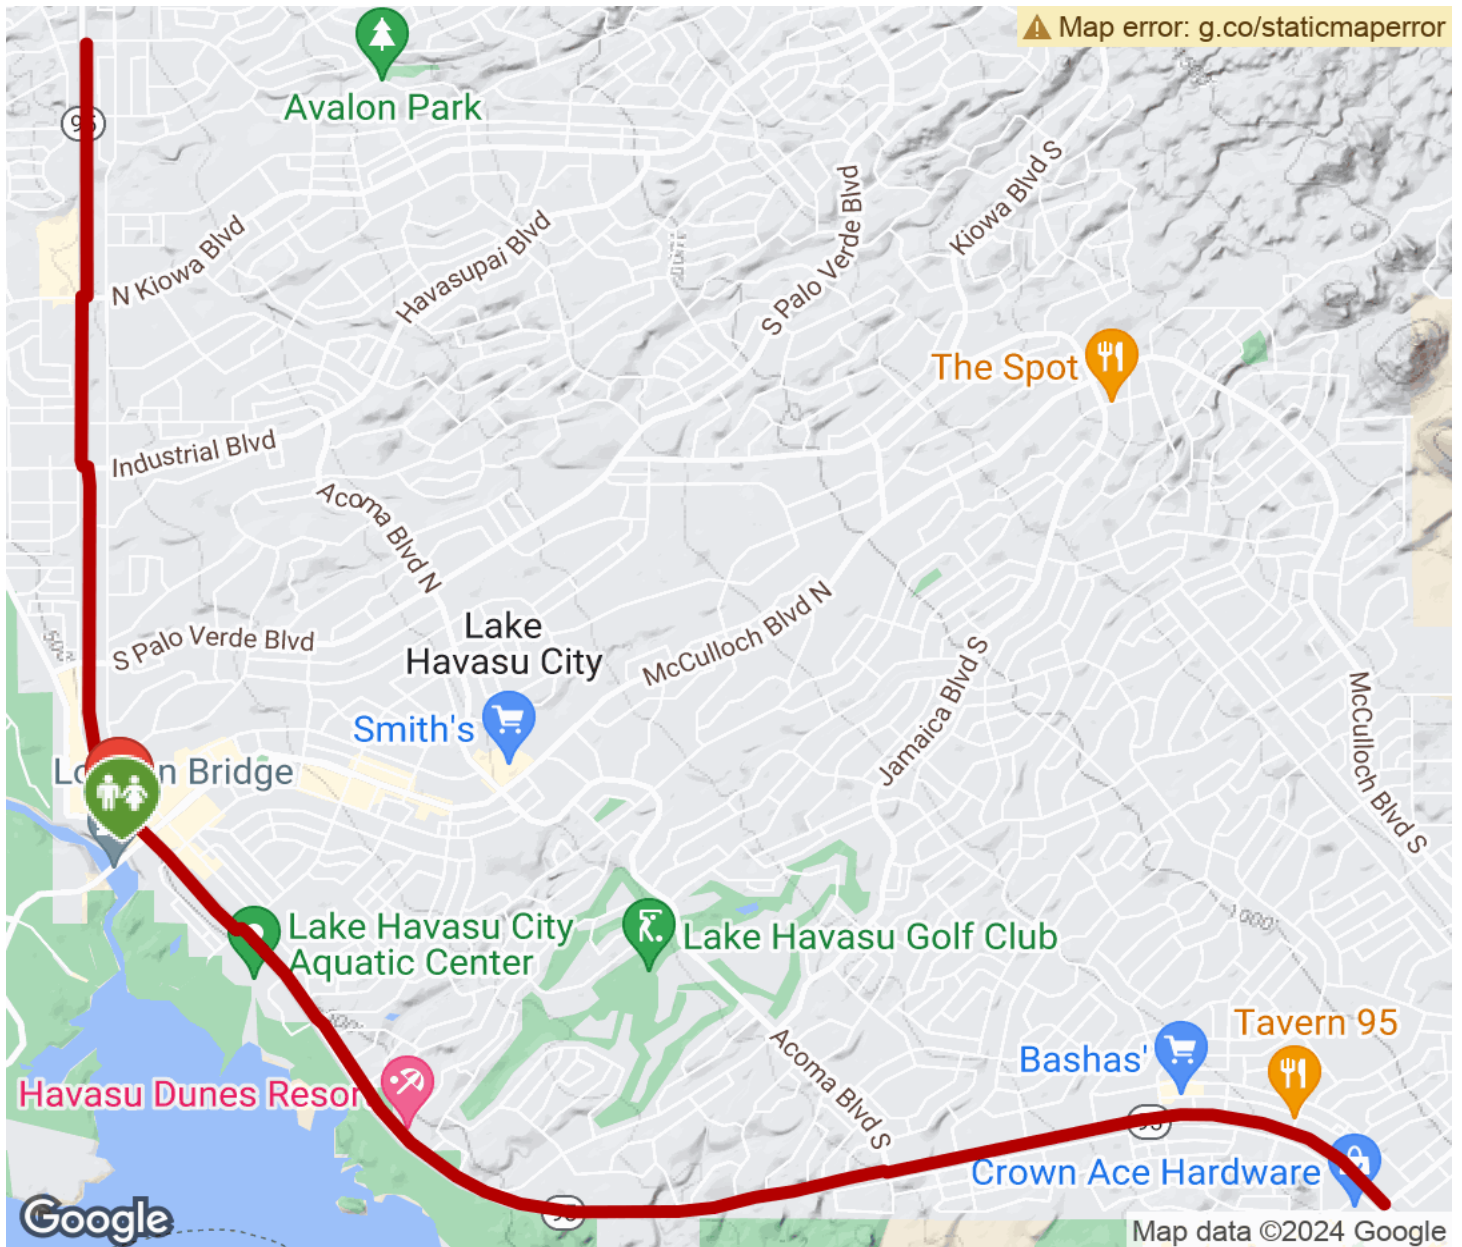 Map error: g.co/staticmaperror
Avalon Park
95
Kiowa Blvd S
S Palo Verde Blvd
N Kiowa Blvd
Havasupai Blvd
The Spot
Industrial Blvd
Acoma Blvd N
S Palo Verde Blvd
Lake
Havasu City
McCulloch Blvd N
Smith's
Jamaica Blvd S
McCulloch Blvd S
Bridge
1000'
Lake Havasu City
Aquatic Center
Lake Havasu Golf Club
Tavern 95
Acoma Blvd S
Bashas'
Havasu Dunes Resort
95
Crown Ace Hardware
95
Google
Map data ©2024 Google